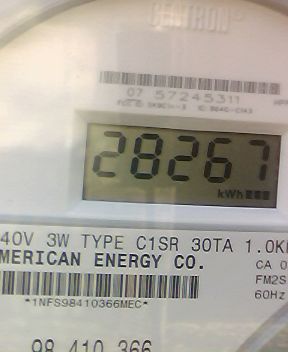 CENTRON®
07 57245311
28267
kWh
40V 3W TYPE C1SR 30TA 1.0K
MERICAN ENERGY CO.
CA 0
FM2S
*1NFS98410366MEC*
60Hz
98 410 366